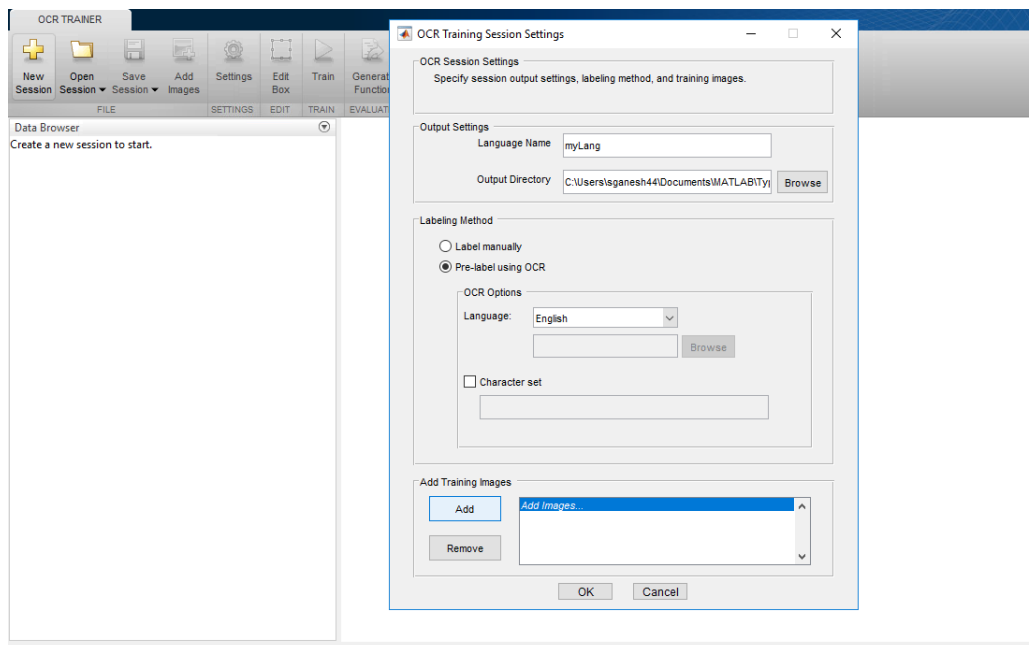 OCR TRAINER
New Session
Open Session
Save Session
Add Images
Settings
Edit Box
Train
FILE
SETTINGS
EDIT
TRAIN
Data Browser
Create a new session to start.
OCR Training Session Settings
OCR Session Settings
Specify session output settings, labeling method, and training images.
Output Settings
Language Name
myLang
Output Directory
C:\Users\sganesh44\Documents\MATLAB\Ty
Browse
Labeling Method
Label manually
Pre-label using OCR
OCR Options
Language:
English
Browse
Character set
Add Training Images
Add
Add Images...
Remove
OK
Cancel